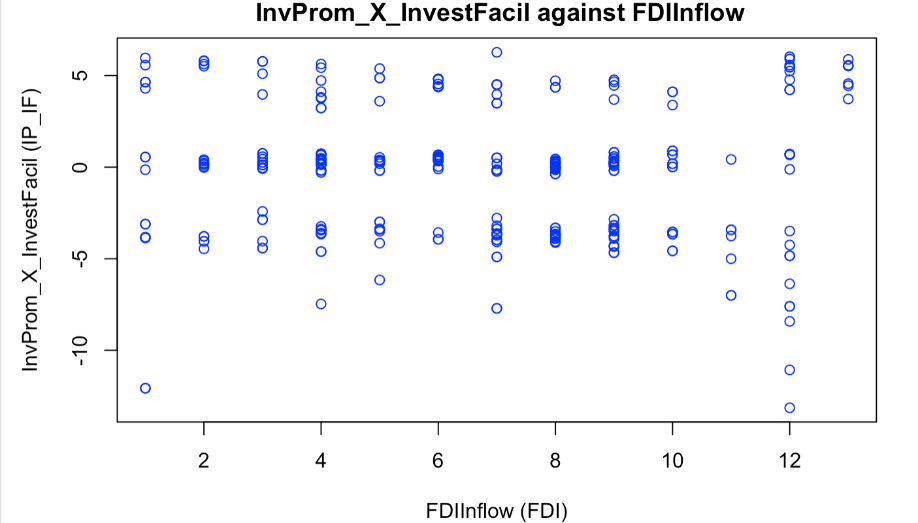 InvProm_X_InvestFacil against FDIInflow
InvProm_X_InvestFacil (IP_IF)
5
0
-5
-10
2 4 6 8 10 12
FDIInflow (FDI)